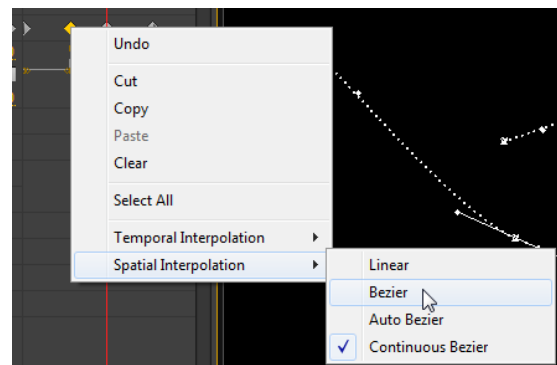 Undo
Cut
Copy
Paste
Clear
Select All
Temporal Interpolation
Spatial Interpolation
Linear
Bezier
Auto Bezier
Continuous Bezier